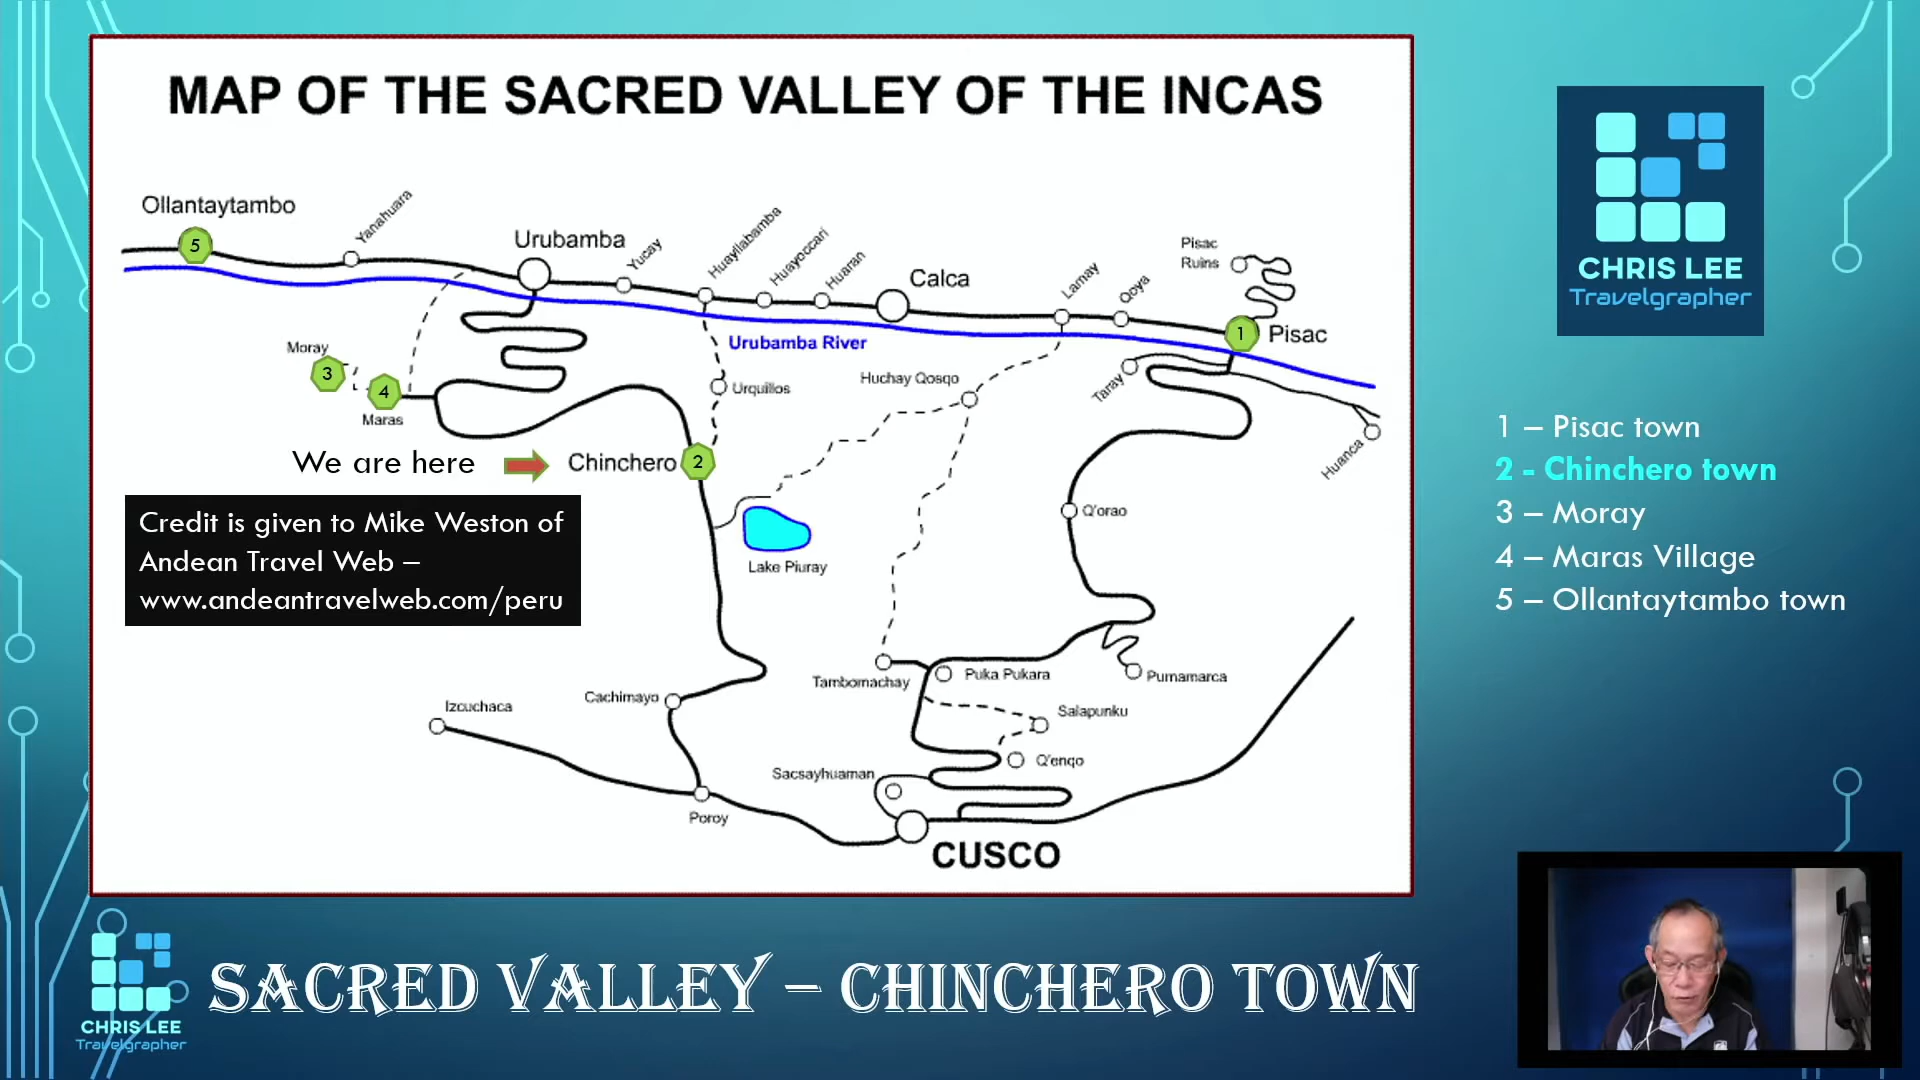 MAP OF THE SACRED VALLEY OF THE INCAS
Ollantaytambo
5
Yanahuara
Urubamba
Yucay
Huayllabamba
Huayoccari
Huaran
Calca
Lamay
Qoya
Pisac
Ruins
1
Pisac
Urubamba River
Moray
3
4
Maras
Urquillos
Huchay Qosqo
Taray
Huanca
We are here
Chinchero
2
Q'orao
Credit is given to Mike Weston of
Andean Travel Web –
www.andeantravelweb.com/peru
Lake Piuray
Tambomachay
Puka Pukara
Pumamarca
Cachimayo
Izcuchaca
Salapunku
Q'enqo
Sacsayhuaman
Poroy
CUSCO
CHRIS LEE
Travelgrapher
1 – Pisac town
2 - Chinchero town
3 – Moray
4 – Maras Village
5 – Ollantaytambo town
CHRIS LEE
Travelgrapher
SACRED VALLEY – CHINCHERO TOWN